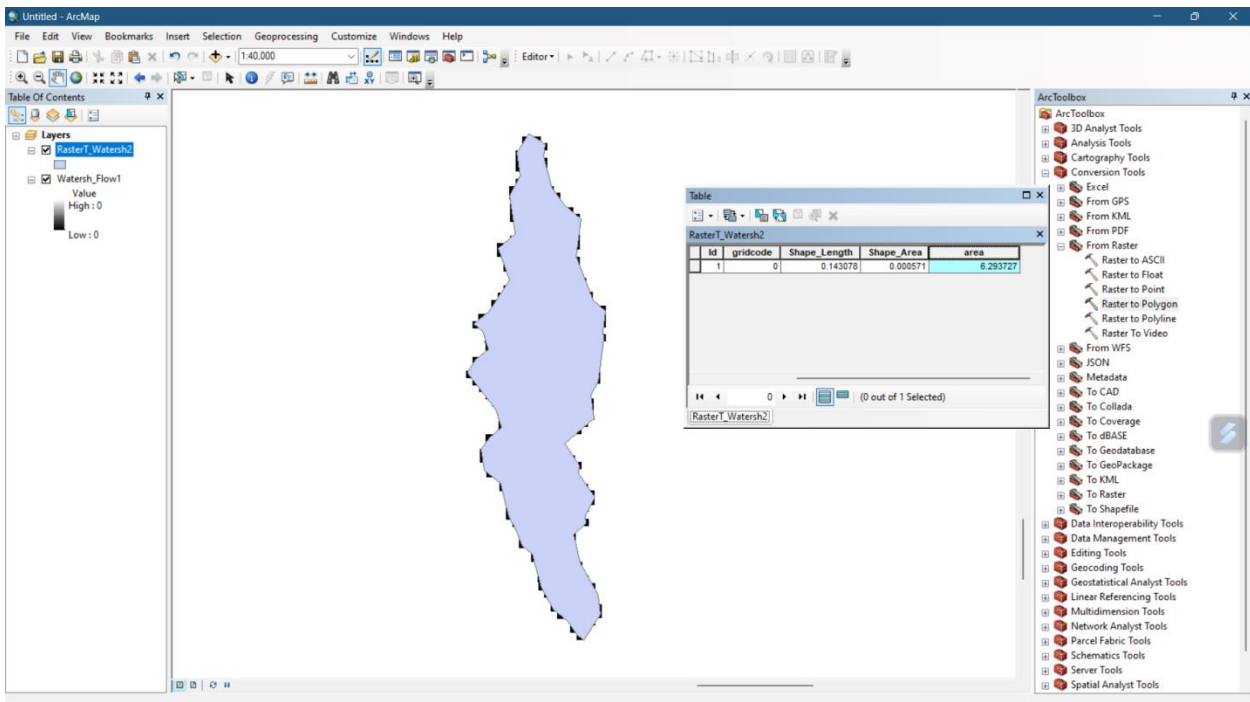 Untitled - ArcMap
File Edit View Bookmarks Insert Selection Geoprocessing Customize Windows Help
1:40,000
Editor
Table Of Contents
Layers
RasterT_Watersh2
Watersh_Flow1
Value
High : 0
Low : 0
Table
RasterT_Watersh2
Id gridcode Shape_Length Shape_Area area
1 0 0.143078 0.000571 6.293727
0 (0 out of 1 Selected)
RasterT_Watersh2
ArcToolbox
ArcToolbox
3D Analyst Tools
Analysis Tools
Cartography Tools
Conversion Tools
Excel
From GPS
From KML
From PDF
From Raster
Raster to ASCII
Raster to Float
Raster to Point
Raster to Polygon
Raster to Polyline
Raster To Video
From WFS
JSON
Metadata
To CAD
To Collada
To Coverage
To dBASE
To Geodatabase
To GeoPackage
To KML
To Raster
To Shapefile
Data Interoperability Tools
Data Management Tools
Editing Tools
Geocoding Tools
Geostatistical Analyst Tools
Linear Referencing Tools
Multidimension Tools
Network Analyst Tools
Parcel Fabric Tools
Schematics Tools
Server Tools
Spatial Analyst Tools